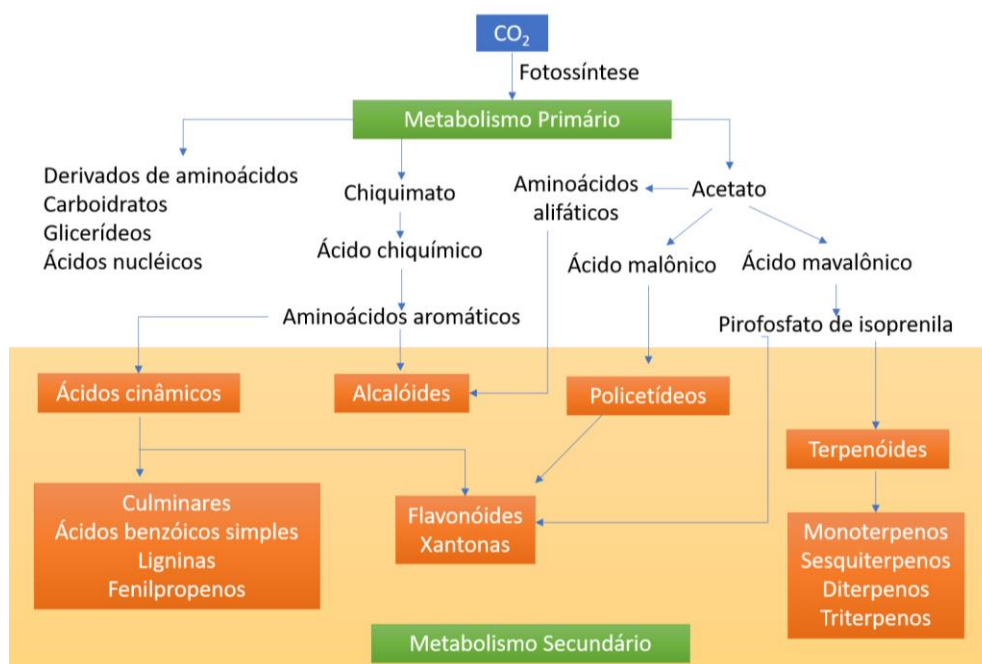 CO₂
Fotossíntese
Metabolismo Primário
Derivados de aminoácidos
Carboidratos
Glicerídeos
Ácidos nucléicos
Chiquimato
Ácido chiquímico
Aminoácidos aromáticos
Aminoácidos
alifáticos
Acetato
Ácido malônico
Ácido mavalônico
Pirofosfato de isoprenila
Ácidos cinâmicos
Alcalóides
Policetídeos
Terpenóides
Culminares
Ácidos benzóicos simples
Ligninas
Fenilpropenos
Flavonóides
Xantonas
Monoterpenos
Sesquiterpenos
Diterpenos
Triterpenos
Metabolismo Secundário